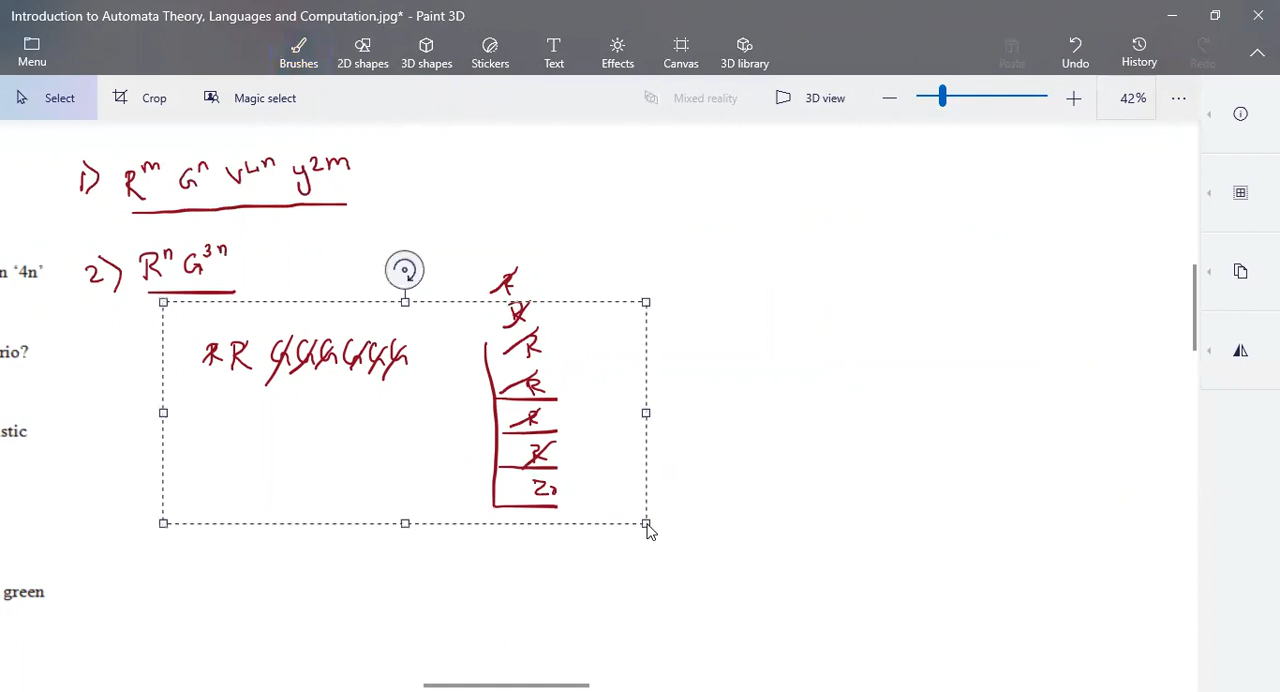 Introduction to Automata Theory, Languages and Computation.jpg* - Paint 3D
Menu
Brushes
2D shapes
3D shapes
Stickers
Text
Effects
Canvas
3D library
Paste
Undo
History
Redo
Select
Crop
Magic select
Mixed reality
3D view
42%
1) R^m G^n V^4n y^2m
n ‘4n’
2) R^n G^3n
rio?
R R G G G G G G
R
R
R
R
R
R
Z0
stic
green